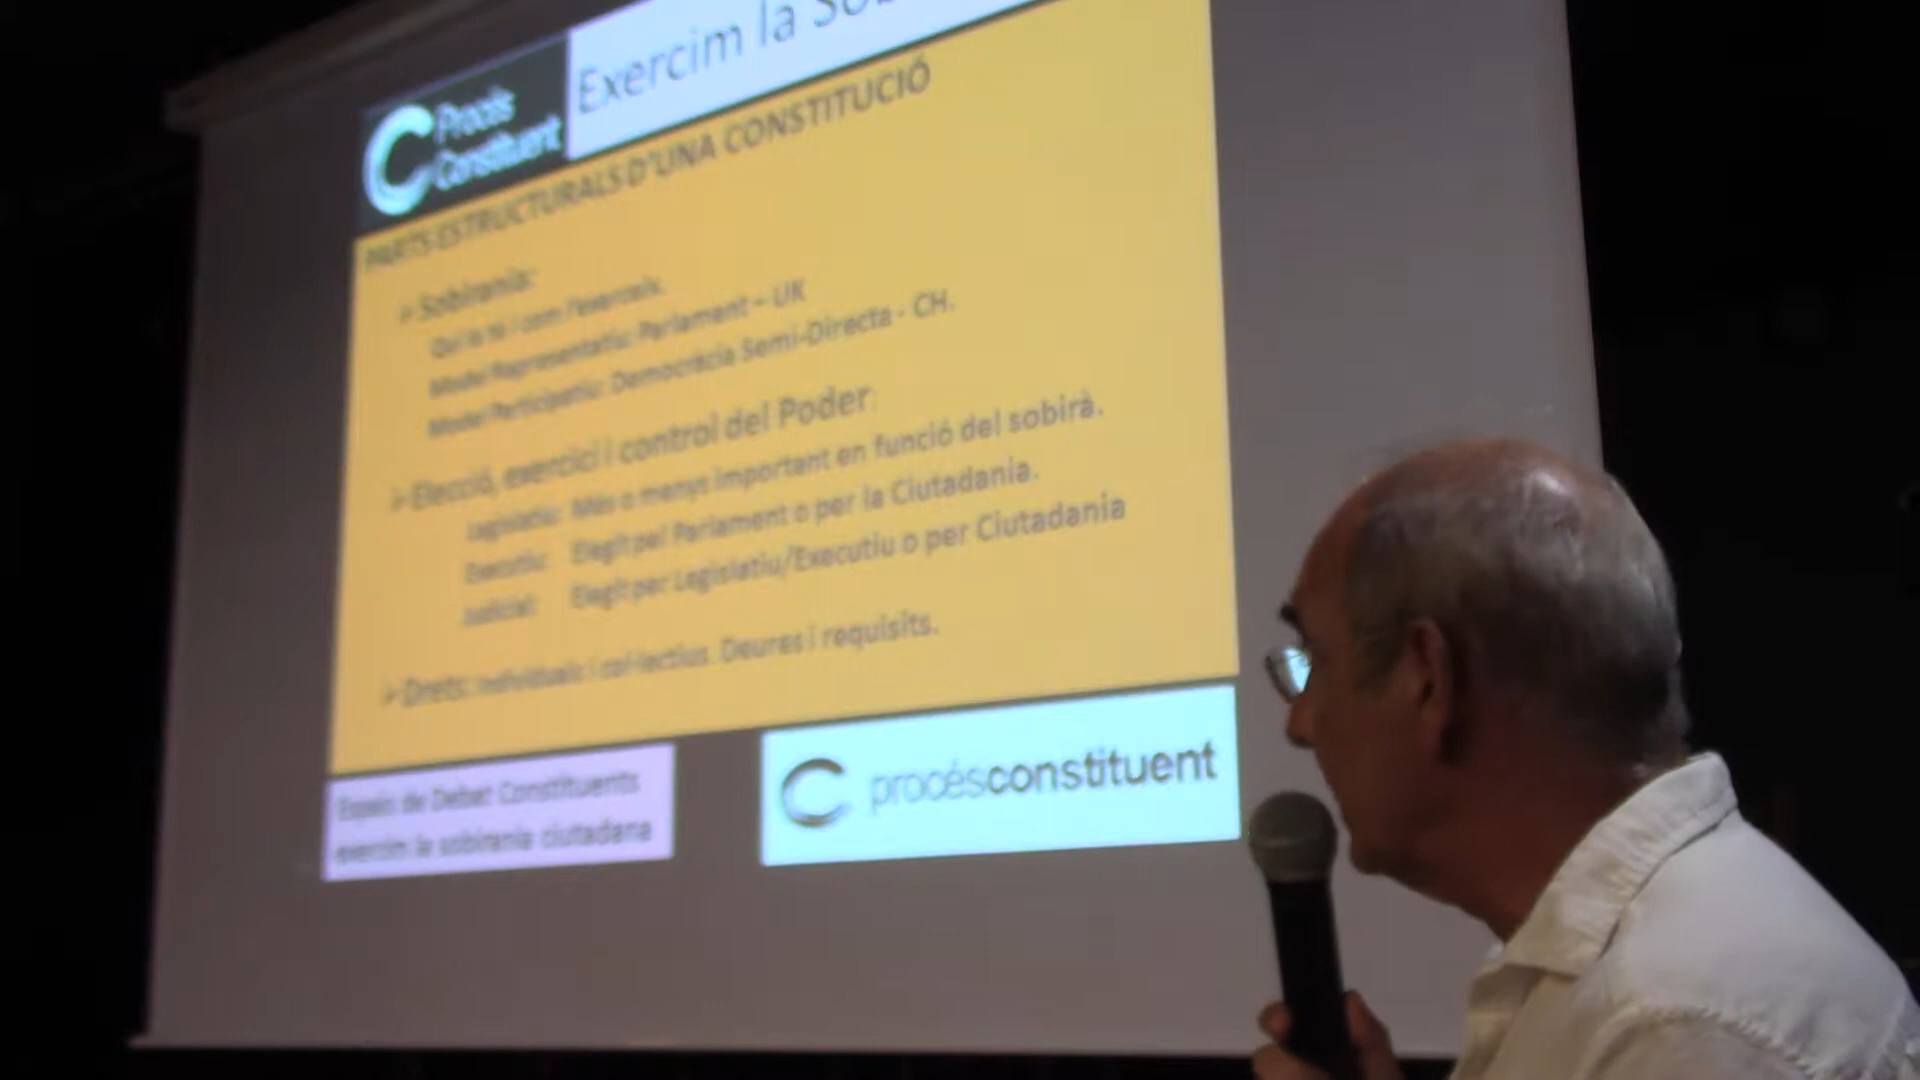 Procés
Constituent
Exercim la Sob
PARTS ESTRUCTURALS D'UNA CONSTITUCIÓ
➢ Sobirania:
Qui la té i com l'exerceix.
Model Representatiu: Parlament – UK
Model Participatiu: Democràcia Semi-Directa - CH.
➢ Elecció, exercici i control del Poder:
Legislatiu: Més o menys important en funció del sobirà.
Executiu: Elegit pel Parlament o per la Ciutadania.
Judicial: Elegit per Legislatiu/Executiu o per Ciutadania
➢ Drets: Individuals i col·lectius. Deures i requisits.
Espais de Debat Constituents
exercim la sobirania ciutadana
procésconstituent